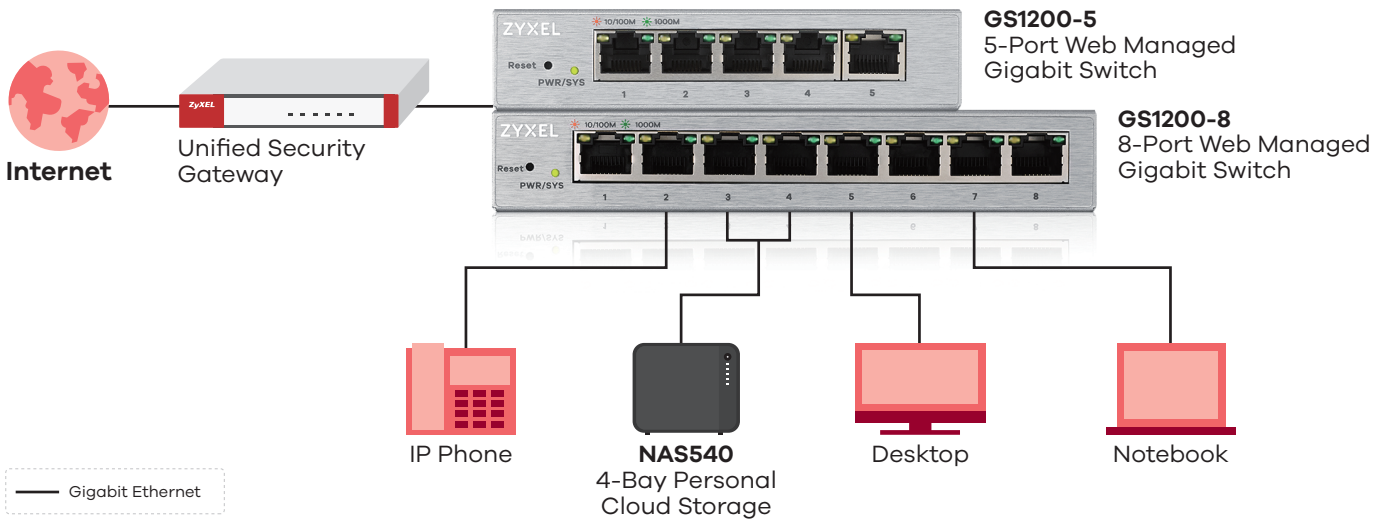 ZYXEL
10/100M
1000M
Reset
PWR/SYS
1 2 3 4 5
GS1200-5
5-Port Web Managed
Gigabit Switch
ZyXEL
Internet
Unified Security
Gateway
ZYXEL
10/100M
1000M
Reset
PWR/SYS
1 2 3 4 5 6 7 8
GS1200-8
8-Port Web Managed
Gigabit Switch
IP Phone
NAS540
4-Bay Personal
Cloud Storage
Desktop
Notebook
Gigabit Ethernet